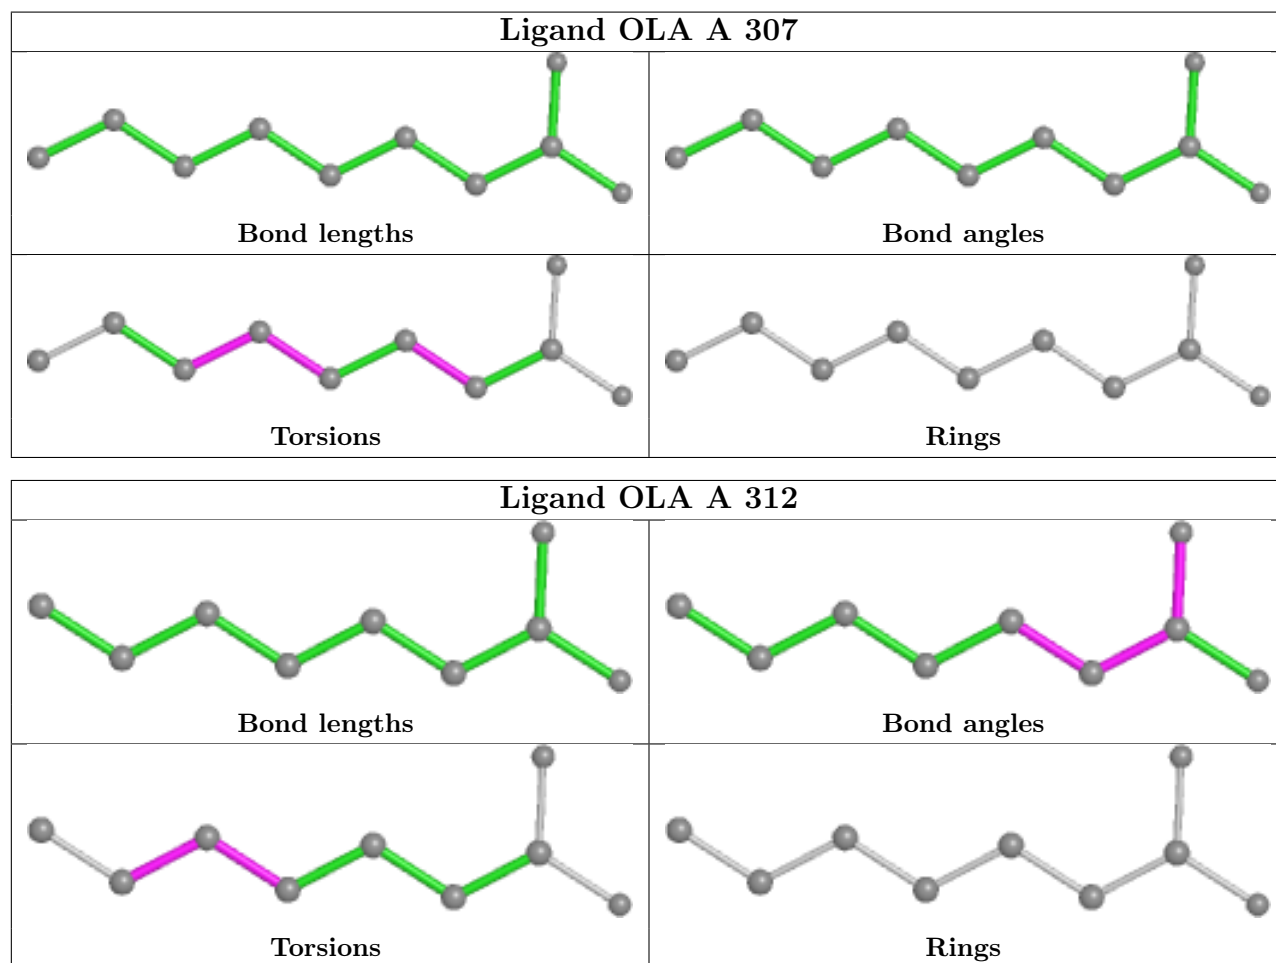 Ligand OLA A 307
Bond lengths
Bond angles
Torsions
Rings
Ligand OLA A 312
Bond lengths
Bond angles
Torsions
Rings